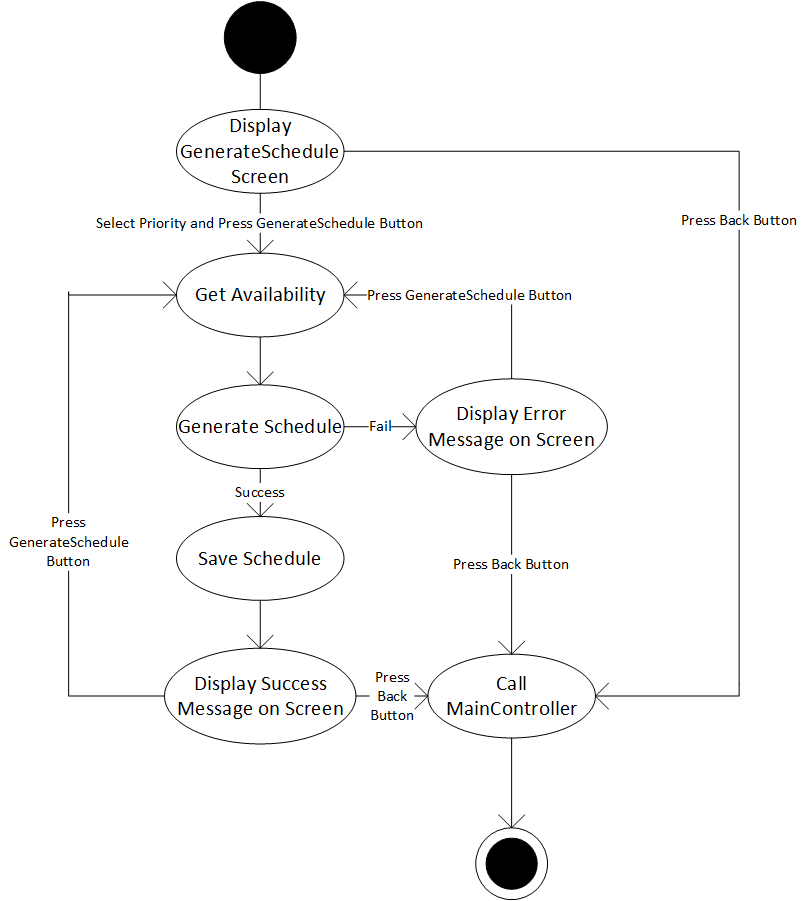 Display
GenerateSchedule
Screen
Select Priority and Press GenerateSchedule Button
Press Back Button
Get Availability
Press GenerateSchedule Button
Generate Schedule
Fail
Display Error
Message on Screen
Success
Press
GenerateSchedule
Button
Save Schedule
Press Back Button
Display Success
Message on Screen
Press
Back
Button
Call
MainController